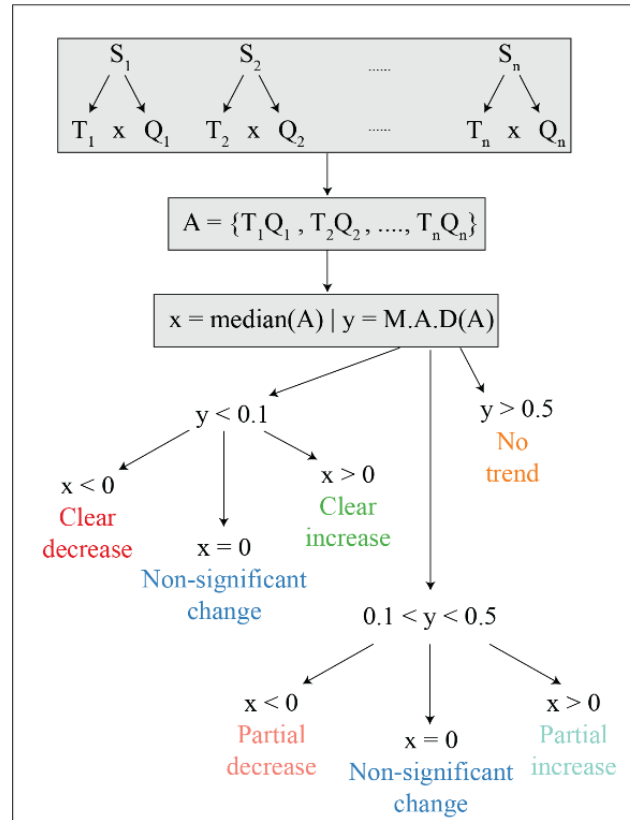 S₁ S₂ ...... Sₙ
T₁ x Q₁ T₂ x Q₂ ...... Tₙ x Qₙ
A = {T₁Q₁ , T₂Q₂ , ...., TₙQₙ}
x = median(A) | y = M.A.D(A)
y < 0.1
y > 0.5
No
trend
x < 0
Clear
decrease
x = 0
Non-significant
change
x > 0
Clear
increase
0.1 < y < 0.5
x < 0
Partial
decrease
x = 0
Non-significant
change
x > 0
Partial
increase